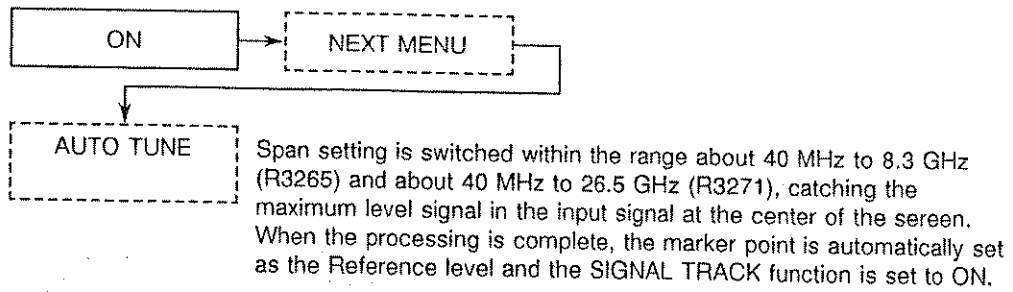 ON
NEXT MENU
AUTO TUNE
Span setting is switched within the range about 40 MHz to 8.3 GHz
(R3265) and about 40 MHz to 26.5 GHz (R3271), catching the
maximum level signal in the input signal at the center of the sereen.
When the processing is complete, the marker point is automatically set
as the Reference level and the SIGNAL TRACK function is set to ON.